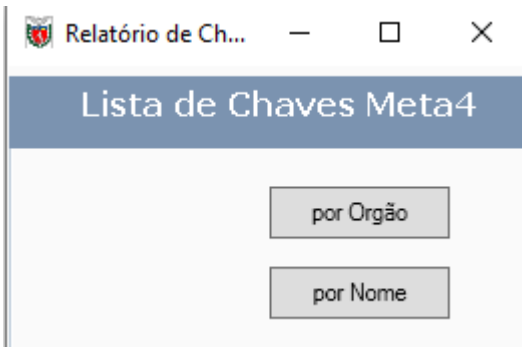 Relatório de Ch...
Lista de Chaves Meta4
por Orgão
por Nome